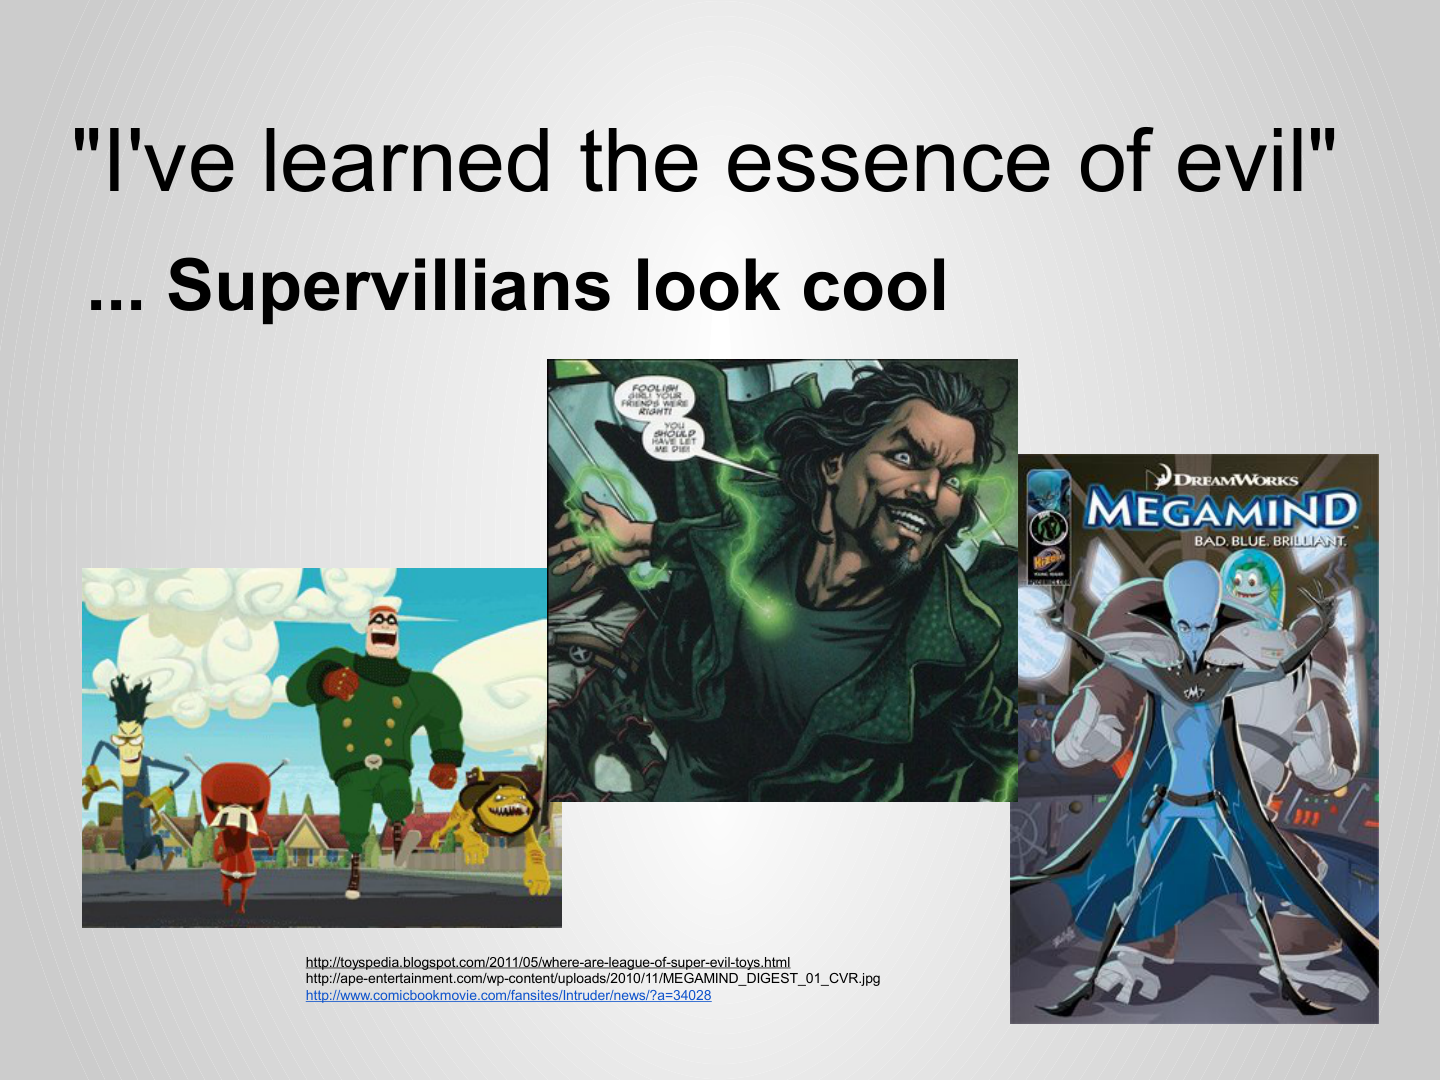 "I've learned the essence of evil"
... Supervillians look cool
FOOLISH
GIRL! YOUR
FRIENDS WERE
RIGHT!
YOU
SHOULD
HAVE LET
ME DIE!
DREAMWORKS
MEGAMIND
BAD. BLUE. BRILLIANT.
http://toyspedia.blogspot.com/2011/05/where-are-league-of-super-evil-toys.html
http://ape-entertainment.com/wp-content/uploads/2010/11/MEGAMIND_DIGEST_01_CVR.jpg
http://www.comicbookmovie.com/fansites/Intruder/news/?a=34028